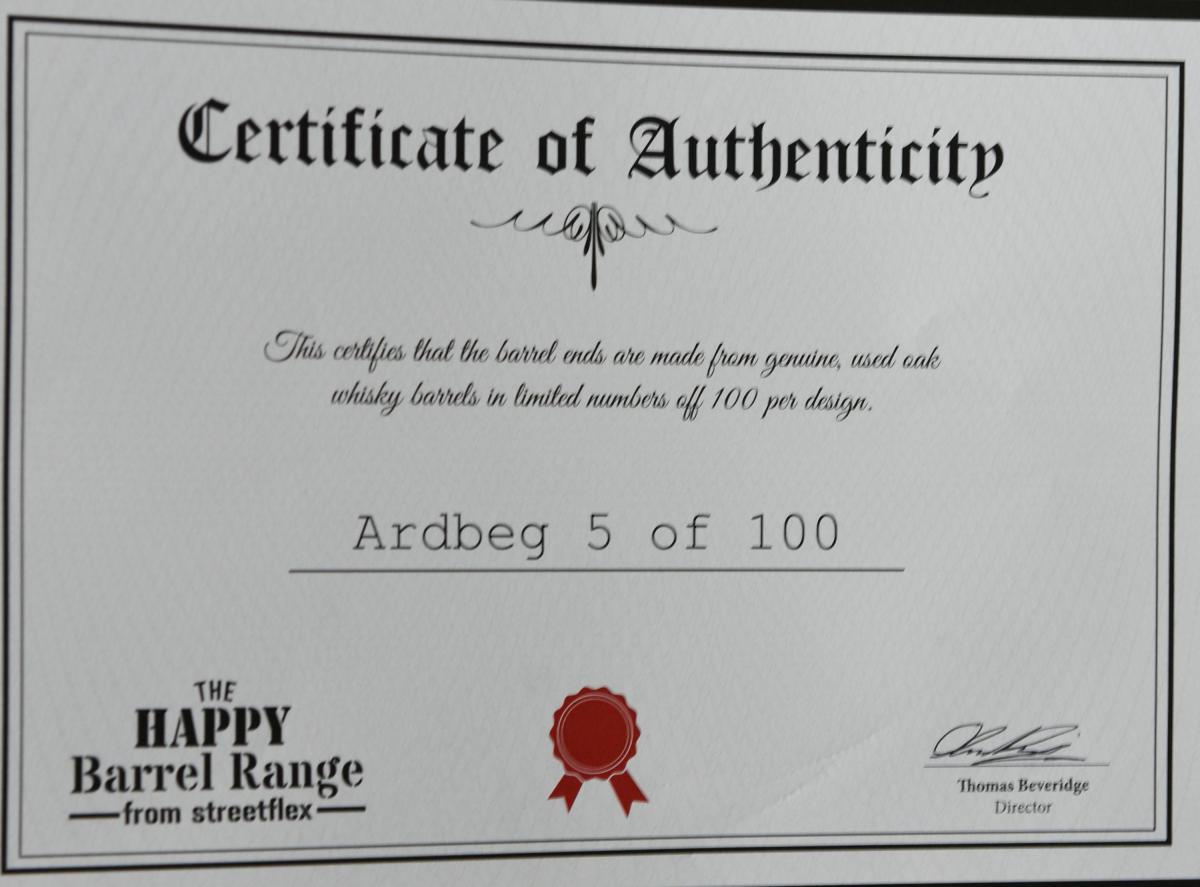 Certificate of Authenticity
This certifies that the barrel ends are made from genuine, used oak
whisky barrels in limited numbers off 100 per design.
Ardbeg 5 of 100
THE
HAPPY
Barrel Range
from streetflex
Thomas Beveridge
Director